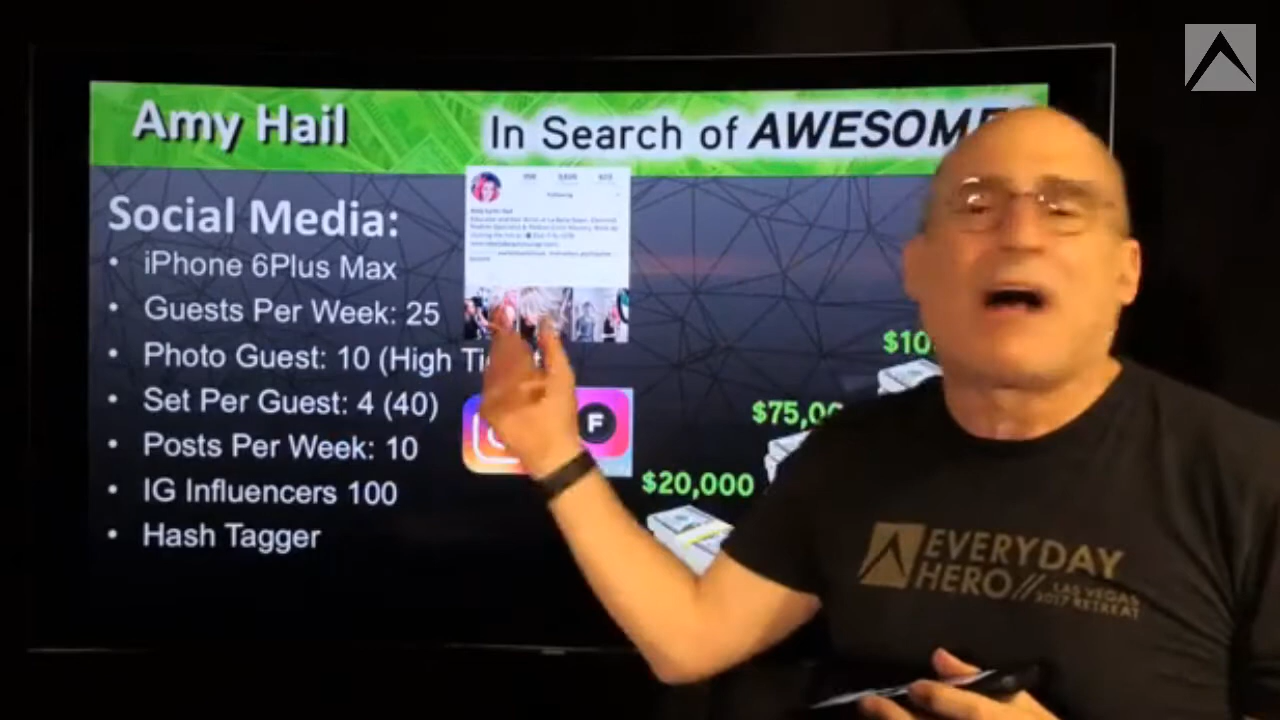 Amy Hail
In Search of AWESOME
Social Media:
• iPhone 6Plus Max
• Guests Per Week: 25
• Photo Guest: 10 (High
• Set Per Guest: 4 (40)
• Posts Per Week: 10
• IG Influencers 100
• Hash Tagger
Following
F
$10
$75,00
$20,000
EVERYDAY
HERO//
LAS VEGAS
2017 RETREAT